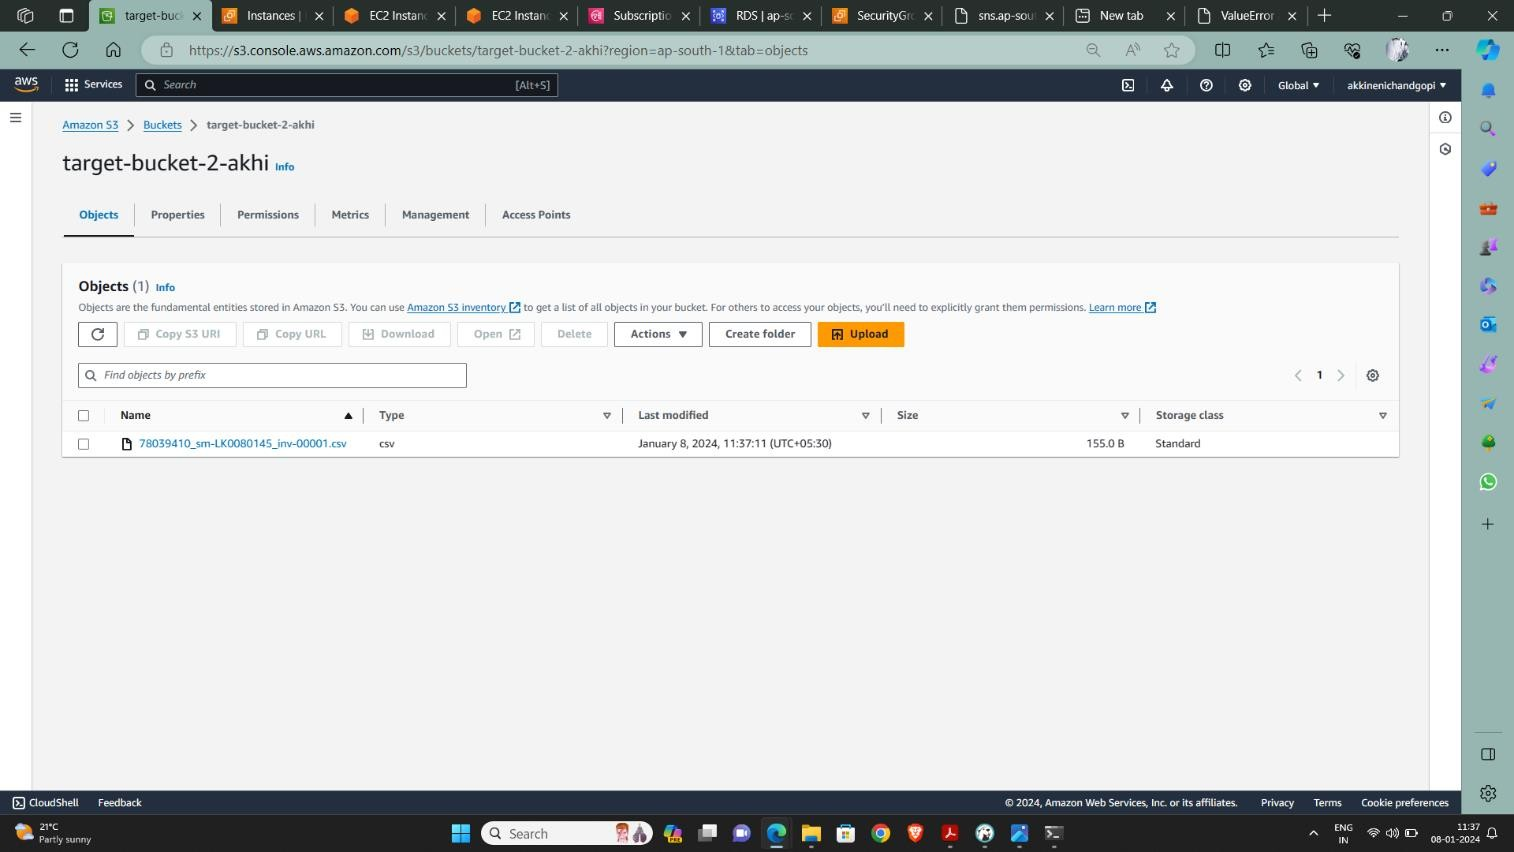 target-buck
Instances |
EC2 Instanc
EC2 Instanc
Subscriptio
RDS | ap-so
SecurityGro
sns.ap-sout
New tab
ValueError
https://s3.console.aws.amazon.com/s3/buckets/target-bucket-2-akhi?region=ap-south-1&tab=objects
aws
Services
Search
[Alt+S]
Global
akkinenichandgopi
Amazon S3 > Buckets > target-bucket-2-akhi
target-bucket-2-akhi Info
Objects Properties Permissions Metrics Management Access Points
Objects (1) Info
Objects are the fundamental entities stored in Amazon S3. You can use Amazon S3 inventory to get a list of all objects in your bucket. For others to access your objects, you'll need to explicitly grant them permissions. Learn more
Copy S3 URI Copy URL Download Open Delete Actions Create folder Upload
Find objects by prefix
1
Name Type Last modified Size Storage class
78039410_sm-LK0080145_inv-00001.csv csv January 8, 2024, 11:37:11 (UTC+05:30) 155.0 B Standard
CloudShell Feedback © 2024, Amazon Web Services, Inc. or its affiliates. Privacy Terms Cookie preferences
21°C
Partly sunny
Search
ENG
IN
11:37
08-01-2024